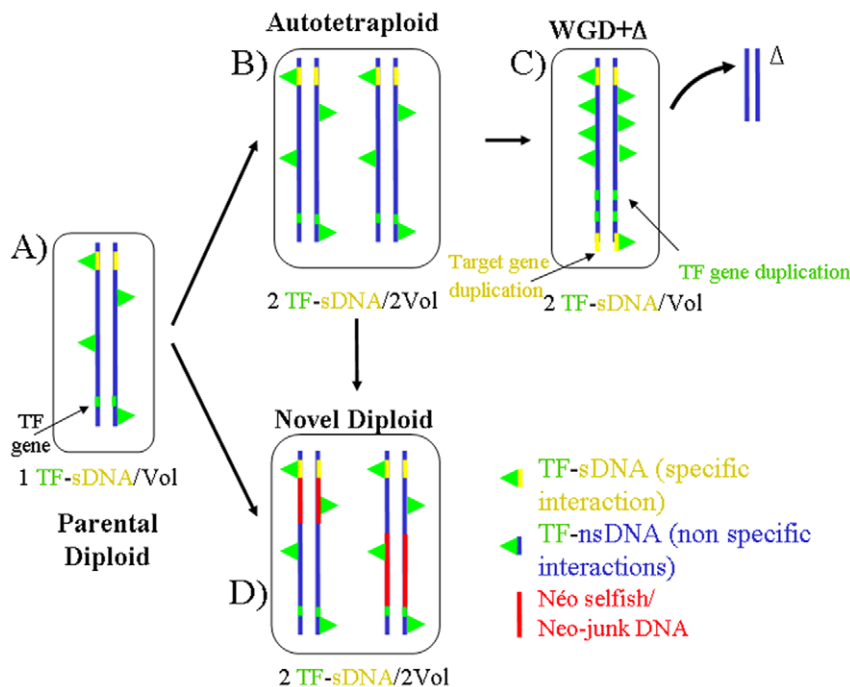 Autotetraploid
B)
WGD+Δ
C)
Δ
A)
Target gene
duplication
TF gene duplication
2 TF-sDNA/2Vol
2 TF-sDNA/Vol
TF
gene
1 TF-sDNA/Vol
Parental
Diploid
Novel Diploid
D)
2 TF-sDNA/2Vol
TF-sDNA (specific
interaction)
TF-nsDNA (non specific
interactions)
Néo selfish/
Neo-junk DNA